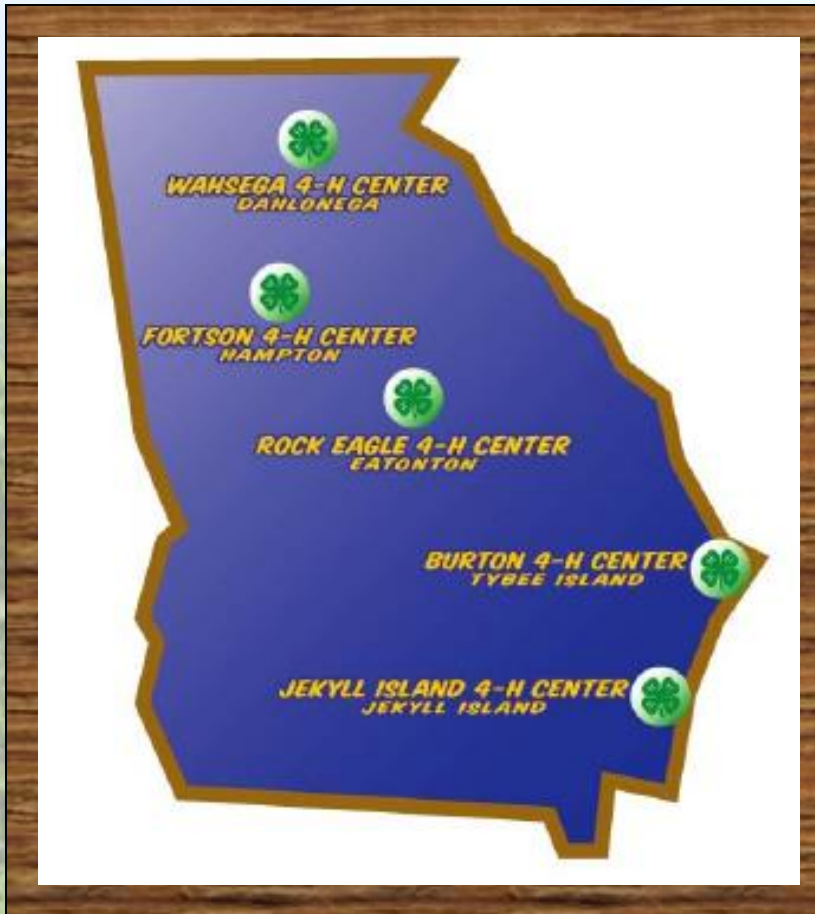 WAHSEGA 4-H CENTER
DAHLONEGA
FORTSON 4-H CENTER
HAMPTON
ROCK EAGLE 4-H CENTER
EATONTON
BURTON 4-H CENTER
TYBEE ISLAND
JEKYLL ISLAND 4-H CENTER
JEKYLL ISLAND